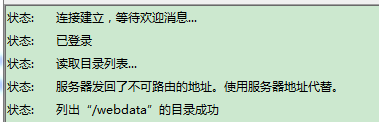 状态: 连接建立，等待欢迎消息...
状态: 已登录
状态: 读取目录列表...
状态: 服务器发回了不可路由的地址。使用服务器地址代替。
状态: 列出“/webdata”的目录成功